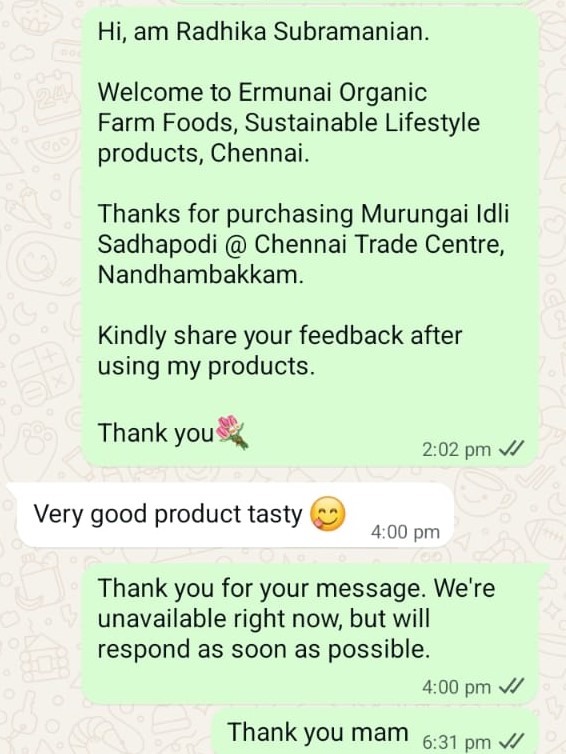 Hi, am Radhika Subramanian.
Welcome to Ermunai Organic
Farm Foods, Sustainable Lifestyle
products, Chennai.
Thanks for purchasing Murungai Idli
Sadhapodi @ Chennai Trade Centre,
Nandhambakkam.
Kindly share your feedback after
using my products.
Thank you💐
2:02 pm
Very good product tasty 😋
4:00 pm
Thank you for your message. We're
unavailable right now, but will
respond as soon as possible.
4:00 pm
Thank you mam
6:31 pm